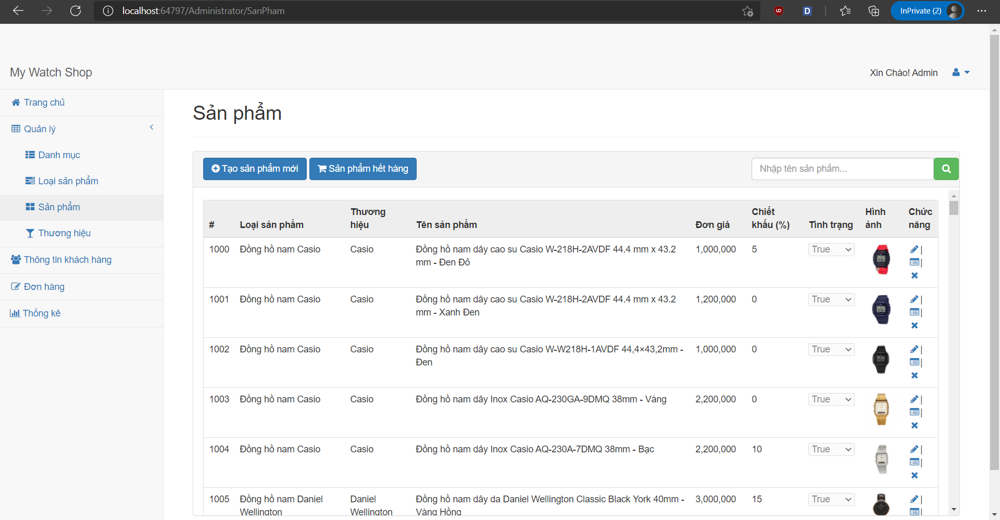 localhost:64797/Administrator/SanPham
InPrivate (2)
My Watch Shop
Xin Chào! Admin
Trang chủ
Quản lý
Danh mục
Loại sản phẩm
Sản phẩm
Thương hiệu
Thông tin khách hàng
Đơn hàng
Thống kê
Sản phẩm
Tạo sản phẩm mới
Sản phẩm hết hàng
Nhập tên sản phẩm...
# Loại sản phẩm Thương hiệu Tên sản phẩm Đơn giá Chiết khấu (%) Tình trạng Hình ảnh Chức năng
1000 Đồng hồ nam Casio Casio Đồng hồ nam dây cao su Casio W-218H-2AVDF 44.4 mm x 43.2 1,000,000 5 True
mm - Đen Đỏ
1001 Đồng hồ nam Casio Casio Đồng hồ nam dây cao su Casio W-218H-2AVDF 44.4 mm x 43.2 1,200,000 0 True
mm - Xanh Đen
1002 Đồng hồ nam Casio Casio Đồng hồ nam dây cao su Casio W-W218H-1AVDF 44,4×43,2mm - 1,000,000 0 True
Đen
1003 Đồng hồ nam Casio Casio Đồng hồ nam dây Inox Casio AQ-230GA-9DMQ 38mm - Vàng 2,200,000 0 True
1004 Đồng hồ nam Casio Casio Đồng hồ nam dây Inox Casio AQ-230A-7DMQ 38mm - Bạc 2,200,000 10 True
1005 Đồng hồ nam Daniel Daniel Đồng hồ nam dây da Daniel Wellington Classic Black York 40mm - 3,000,000 15 True
Wellington Wellington Vàng Hồng